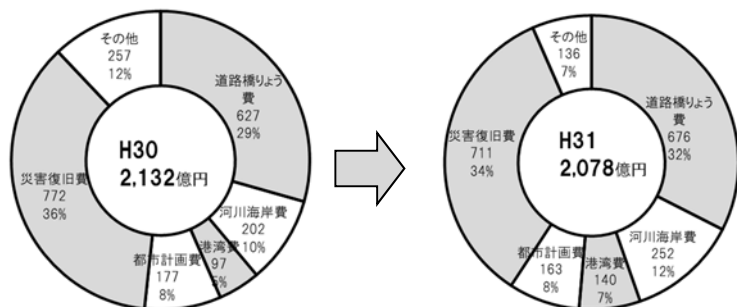 その他
257
12%
道路橋りょう
費
627
29%
H30
2,132億円
災害復旧費
772
36%
河川海岸費
202
10%
港湾費
97
5%
都市計画費
177
8%
その他
136
7%
道路橋りょう
費
676
32%
H31
2,078億円
災害復旧費
711
34%
河川海岸費
252
12%
都市計画費
163
8%
港湾費
140
7%